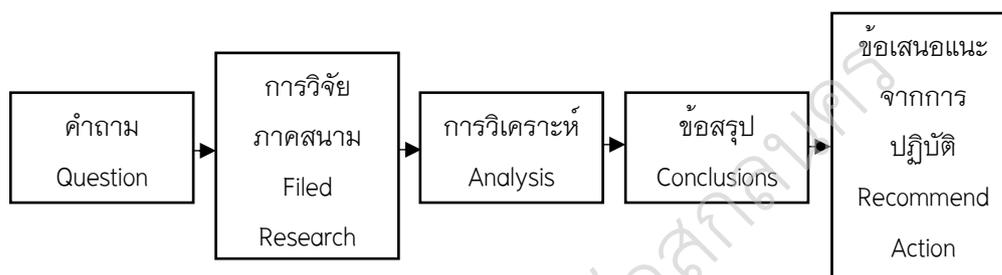 คำถาม
Question
การวิจัย
ภาคสนาม
Filed
Research
การวิเคราะห์
Analysis
ข้อสรุป
Conclusions
ข้อเสนอแนะ
จากการ
ปฏิบัติ
Recommend
Action